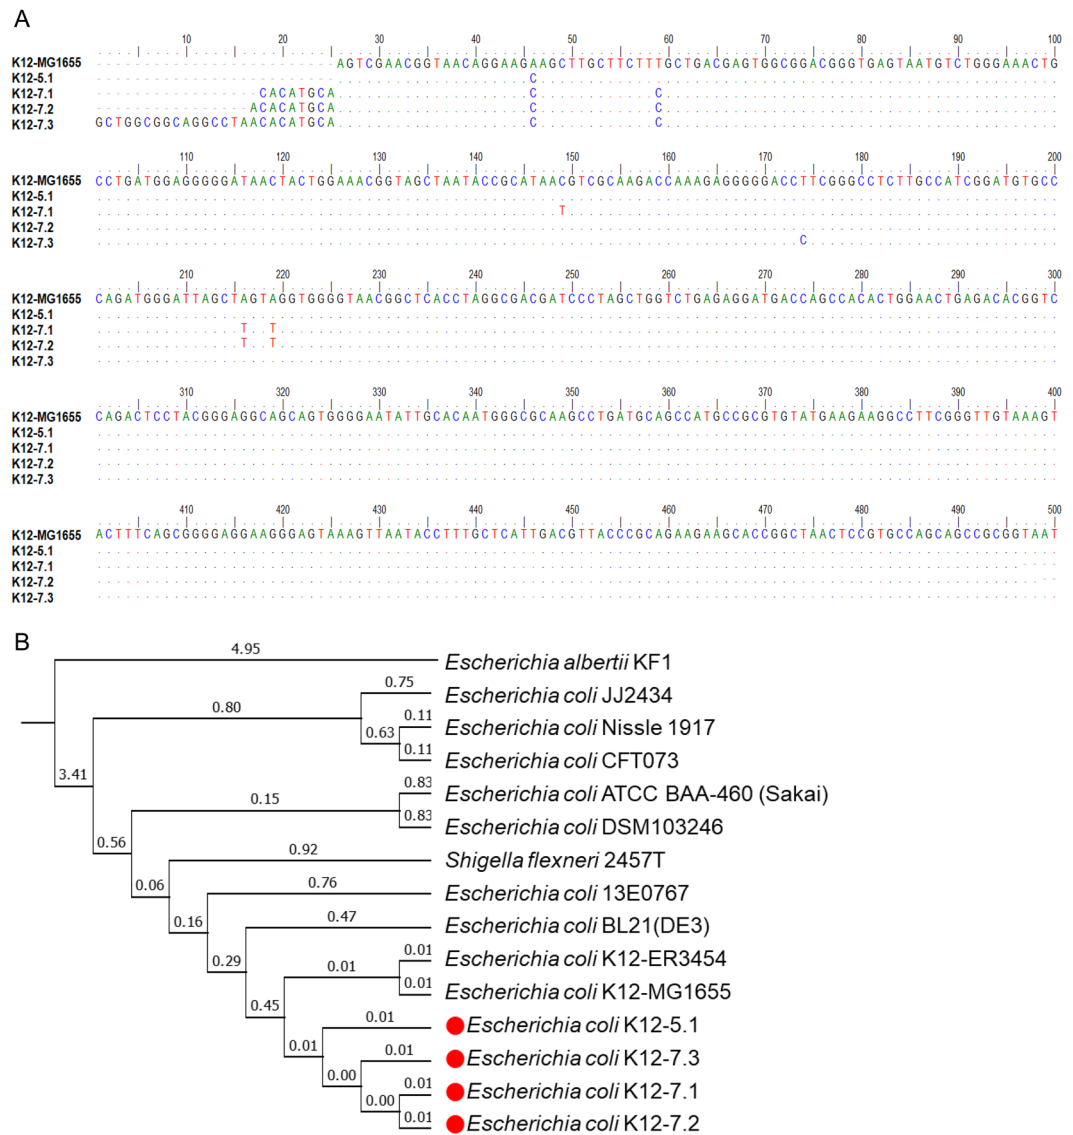 A
10 20 30 40 50 60 70 80 90 100
K12-MG1655 AGTCGAACGGTAACAGGAAGAAGCTTGCTTCTTTGCTGACGAGTGGCGGACGGGTGAGTAATGTCTGGGAAACTG
K12-5.1 C
K12-7.1 CACATGCA C C
K12-7.2 ACACATGCA C C
K12-7.3 GCTGGCGGCAGGCCTAACACATGCA C C
110 120 130 140 150 160 170 180 190 200
K12-MG1655 CCTGATGGAGGGGGATAACTACTGGAAACGGTAGCTAATACCGCATAACGTCGCAAGACCAAAGAGGGGGACCTTCGGGCCTCTTGCCATCGGATGTGCC
K12-5.1
K12-7.1 T
K12-7.2
K12-7.3 C
210 220 230 240 250 260 270 280 290 300
K12-MG1655 CAGATGGGATTAGCTAGTAGGTGGGGTAACGGCTCACCTAGGCGACGATCCCTAGCTGGTCTGAGAGGATGACCAGCCACACTGGAACTGAGACACGGTC
K12-5.1
K12-7.1 T T
K12-7.2 T T
K12-7.3
310 320 330 340 350 360 370 380 390 400
K12-MG1655 CAGACTCCTACGGGAGGCAGCAGTGGGGAATATTGCACAATGGGCGCAAGCCTGATGCAGCCATGCCGCGTGTATGAAGAAGGCCTTCGGGTTGTAAAGT
K12-5.1
K12-7.1
K12-7.2
K12-7.3
410 420 430 440 450 460 470 480 490 500
K12-MG1655 ACTTTCAGCGGGGAGGAAGGGAGTAAAGTTAATACCTTTGCTCATTGACGTTACCCGCAGAAGAAGCACCGGCTAACTCCGTGCCAGCAGCCGCGGTAAT
K12-5.1
K12-7.1
K12-7.2
K12-7.3
B
4.95 Escherichia albertii KF1
0.75 Escherichia coli JJ2434
0.80
0.11 Escherichia coli Nissle 1917
0.63
0.11 Escherichia coli CFT073
3.41
0.83 Escherichia coli ATCC BAA-460 (Sakai)
0.15
0.83 Escherichia coli DSM103246
0.56
0.92 Shigella flexneri 2457T
0.06
0.76 Escherichia coli 13E0767
0.16
0.47 Escherichia coli BL21(DE3)
0.29
0.01 Escherichia coli K12-ER3454
0.01
0.01 Escherichia coli K12-MG1655
0.45
0.01 Escherichia coli K12-5.1
0.01
0.01 Escherichia coli K12-7.3
0.00
0.01 Escherichia coli K12-7.1
0.00
0.01 Escherichia coli K12-7.2